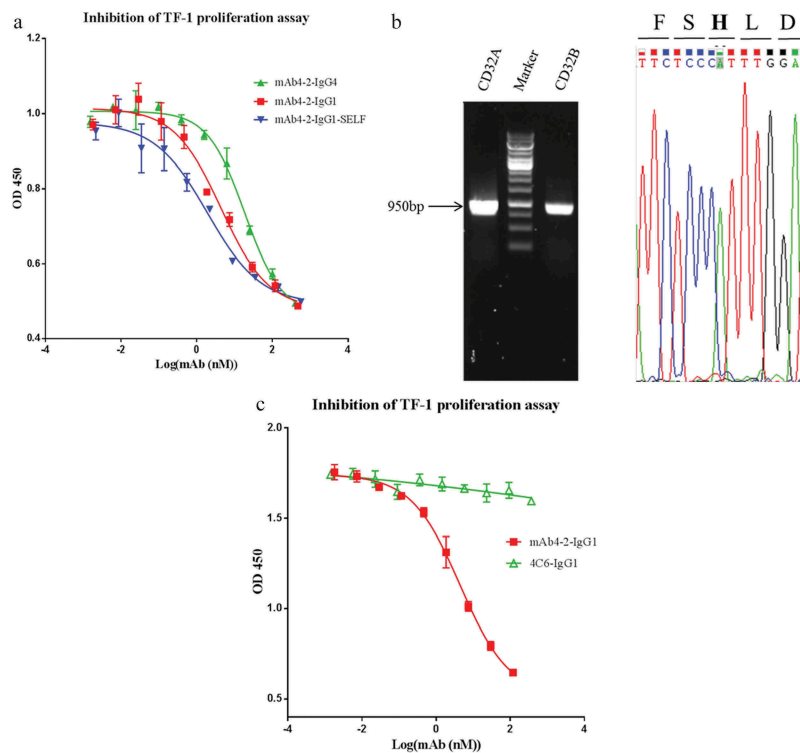 a
Inhibition of TF-1 proliferation assay
OD 450
1.2
1.0
0.8
0.6
0.4
-4
-2
0
2
4
Log(mAb (nM))
mAb4-2-IgG4
mAb4-2-IgG1
mAb4-2-IgG1-SELF
b
CD32A
Marker
CD32B
950bp
F S H L D
T T C T C C C A T T T G G A
c
Inhibition of TF-1 proliferation assay
OD 450
2.0
1.5
1.0
0.5
-4
-2
0
2
4
Log(mAb (nM))
mAb4-2-IgG1
4C6-IgG1